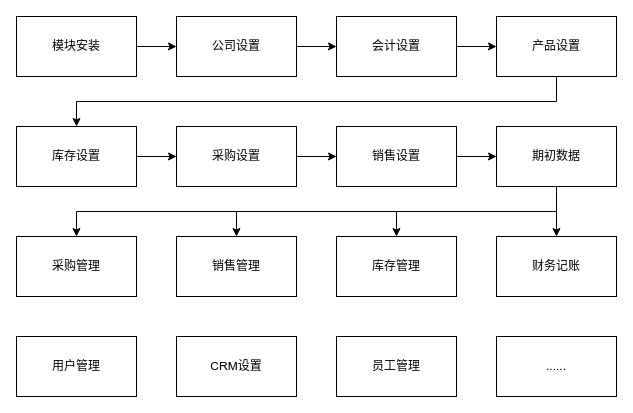 模块安装
公司设置
会计设置
产品设置
库存设置
采购设置
销售设置
期初数据
采购管理
销售管理
库存管理
财务记账
用户管理
CRM设置
员工管理
......